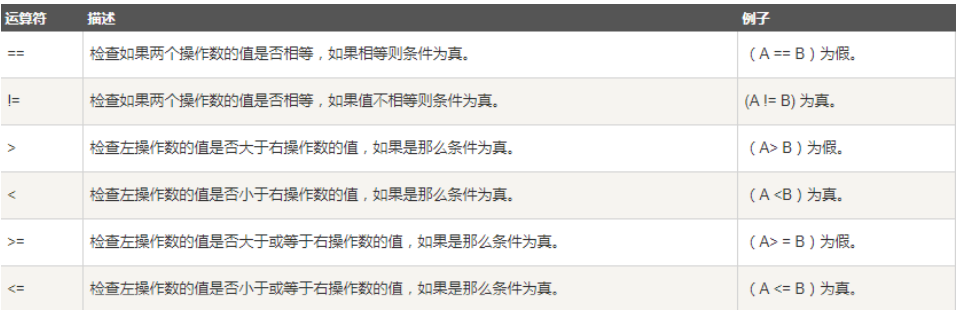 运算符 描述 例子
== 检查如果两个操作数的值是否相等，如果相等则条件为真。 （ A == B ）为假。
!= 检查如果两个操作数的值是否相等，如果值不相等则条件为真。 (A != B) 为真。
> 检查左操作数的值是否大于右操作数的值，如果是那么条件为真。 （ A> B ）为假。
< 检查左操作数的值是否小于右操作数的值，如果是那么条件为真。 （ A <B ）为真。
>= 检查左操作数的值是否大于或等于右操作数的值，如果是那么条件为真。 （ A> = B ）为假。
<= 检查左操作数的值是否小于或等于右操作数的值，如果是那么条件为真。 （ A <= B ）为真。